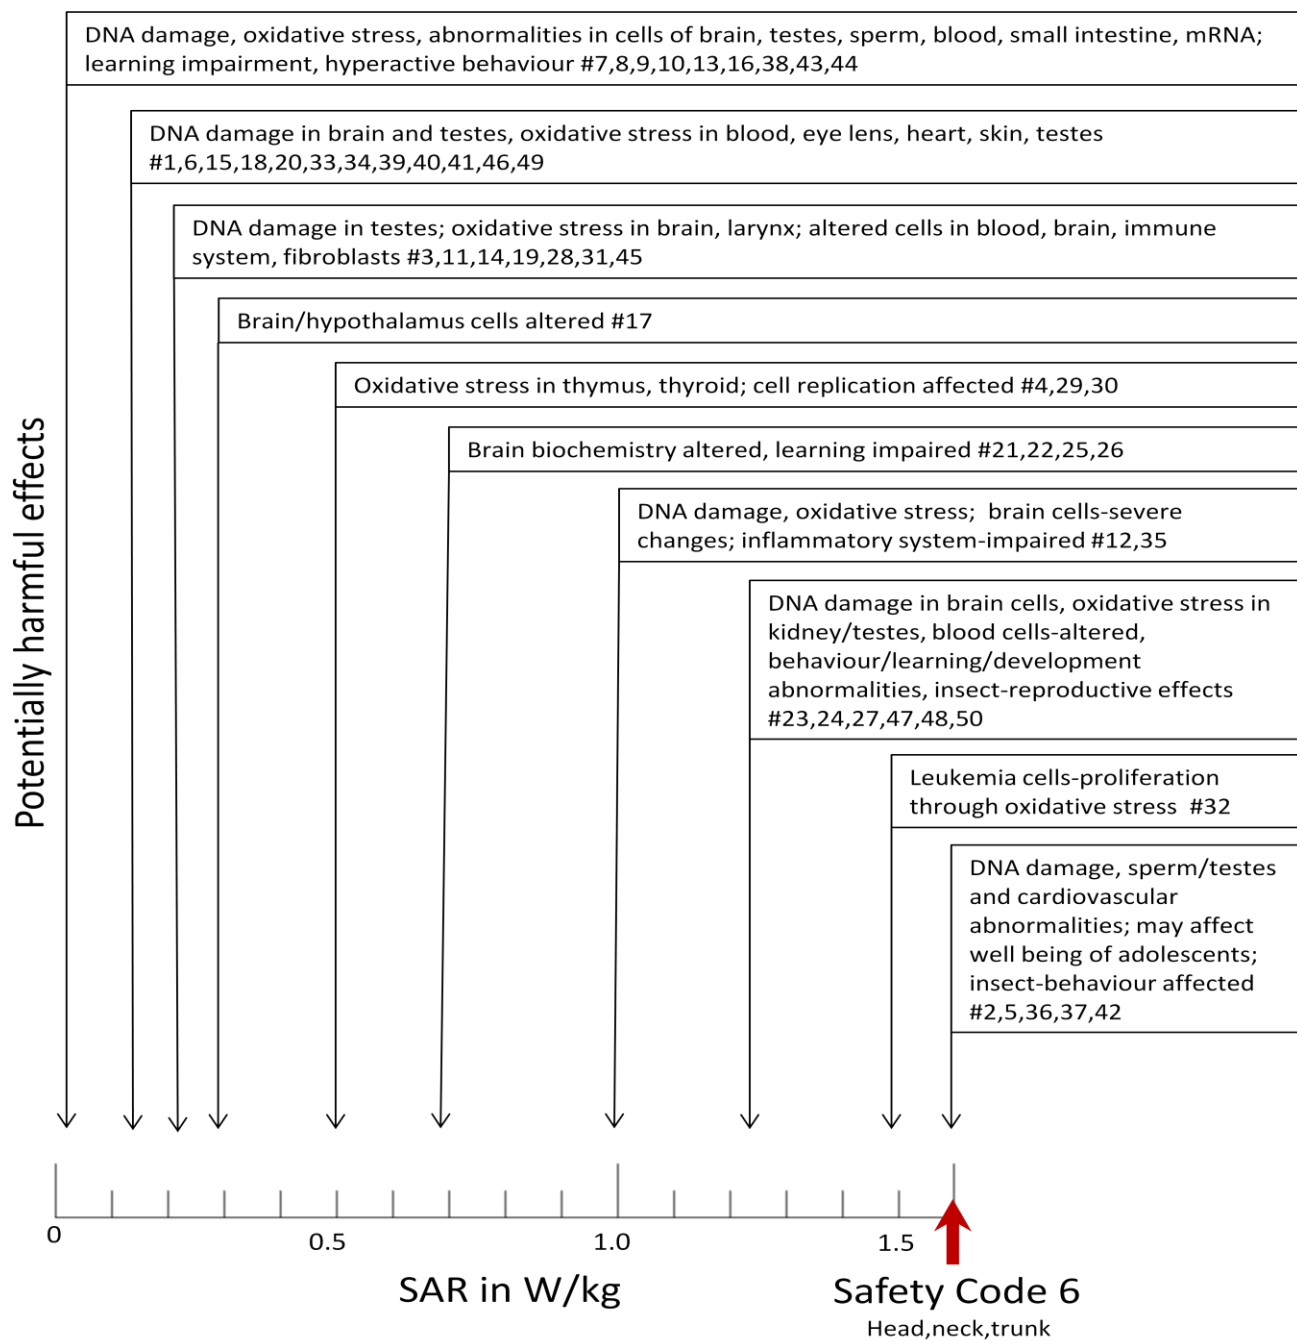 DNA damage, oxidative stress, abnormalities in cells of brain, testes, sperm, blood, small intestine, mRNA;
learning impairment, hyperactive behaviour #7,8,9,10,13,16,38,43,44
DNA damage in brain and testes, oxidative stress in blood, eye lens, heart, skin, testes
#1,6,15,18,20,33,34,39,40,41,46,49
DNA damage in testes; oxidative stress in brain, larynx; altered cells in blood, brain, immune
system, fibroblasts #3,11,14,19,28,31,45
Brain/hypothalamus cells altered #17
Oxidative stress in thymus, thyroid; cell replication affected #4,29,30
Brain biochemistry altered, learning impaired #21,22,25,26
DNA damage, oxidative stress;  brain cells-severe
changes; inflammatory system-impaired #12,35
DNA damage in brain cells, oxidative stress in
kidney/testes, blood cells-altered,
behaviour/learning/development
abnormalities, insect-reproductive effects
#23,24,27,47,48,50
Leukemia cells-proliferation
through oxidative stress  #32
DNA damage, sperm/testes
and cardiovascular
abnormalities; may affect
well being of adolescents;
insect-behaviour affected
#2,5,36,37,42
Potentially harmful effects
0
0.5
1.0
1.5
SAR in W/kg
Safety Code 6
Head,neck,trunk